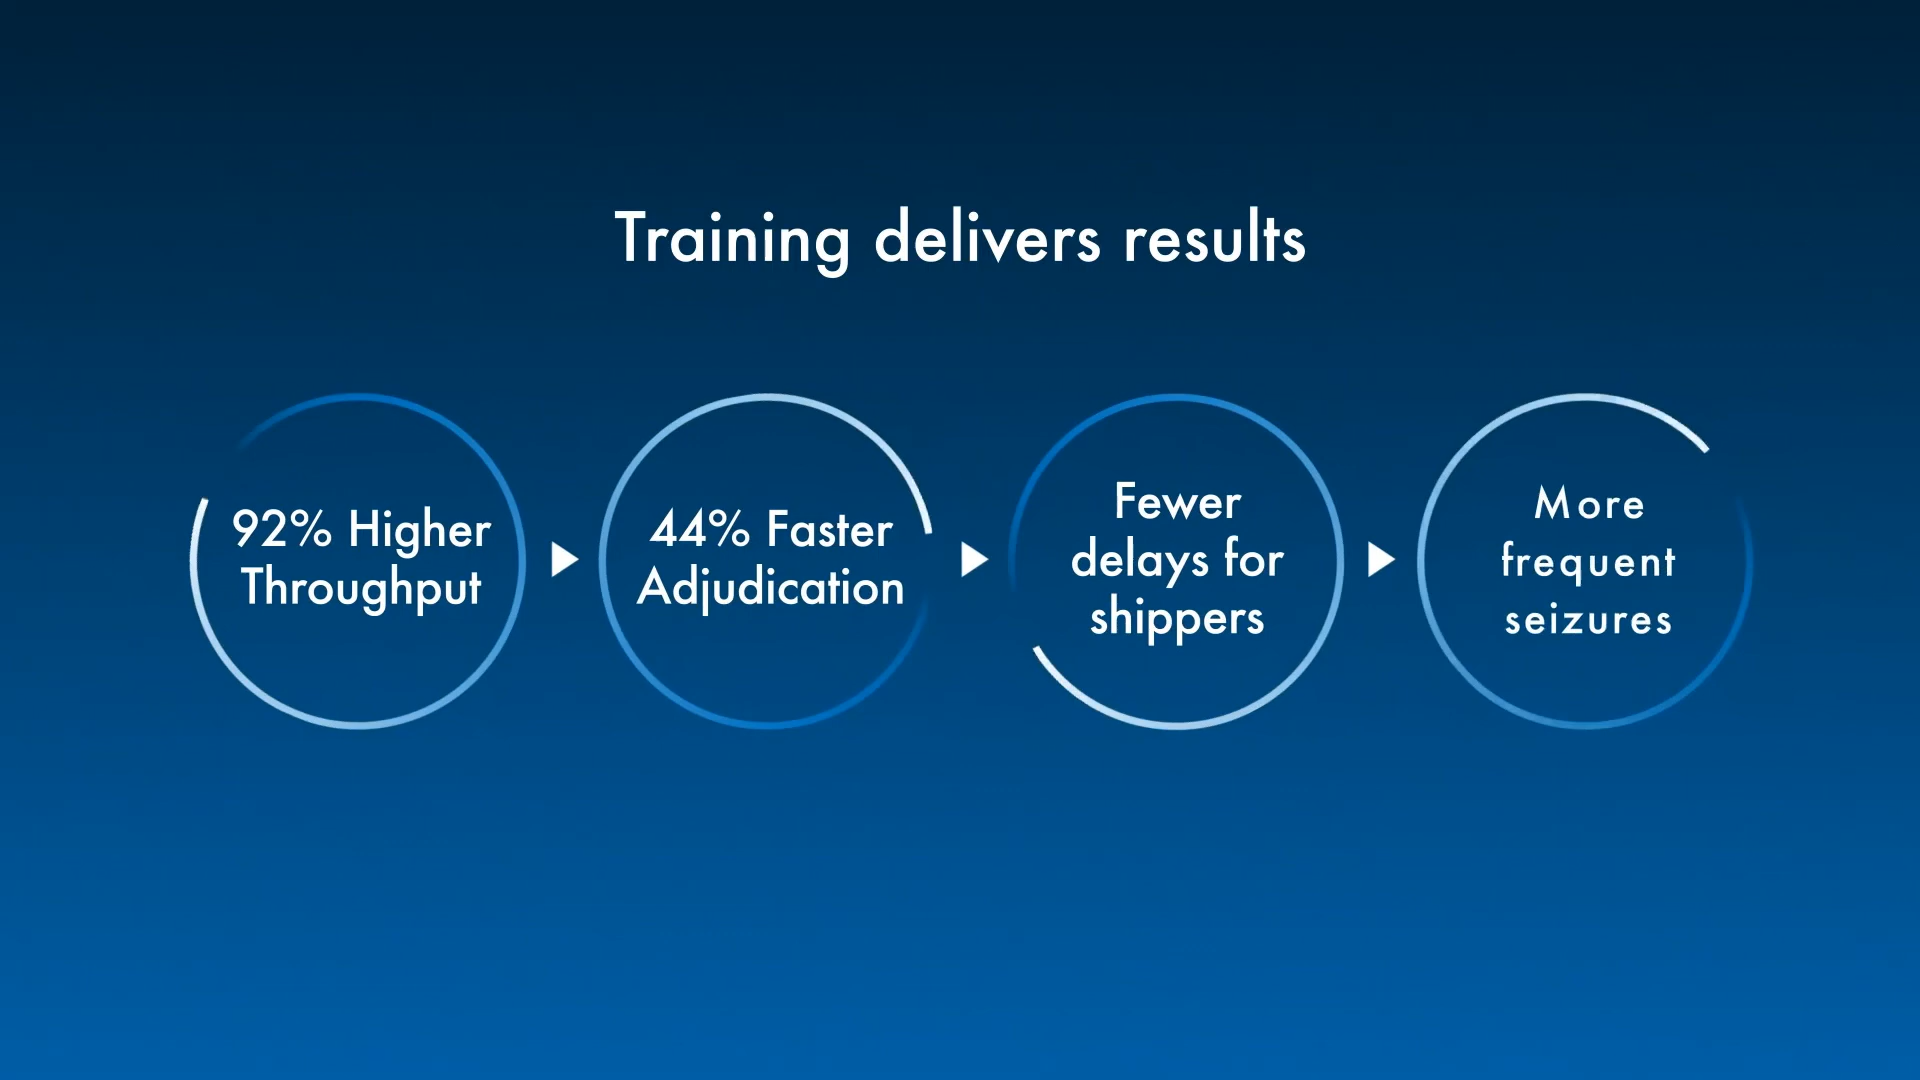 Training delivers results
92% Higher
Throughput
44% Faster
Adjudication
Fewer
delays for
shippers
More
frequent
seizures